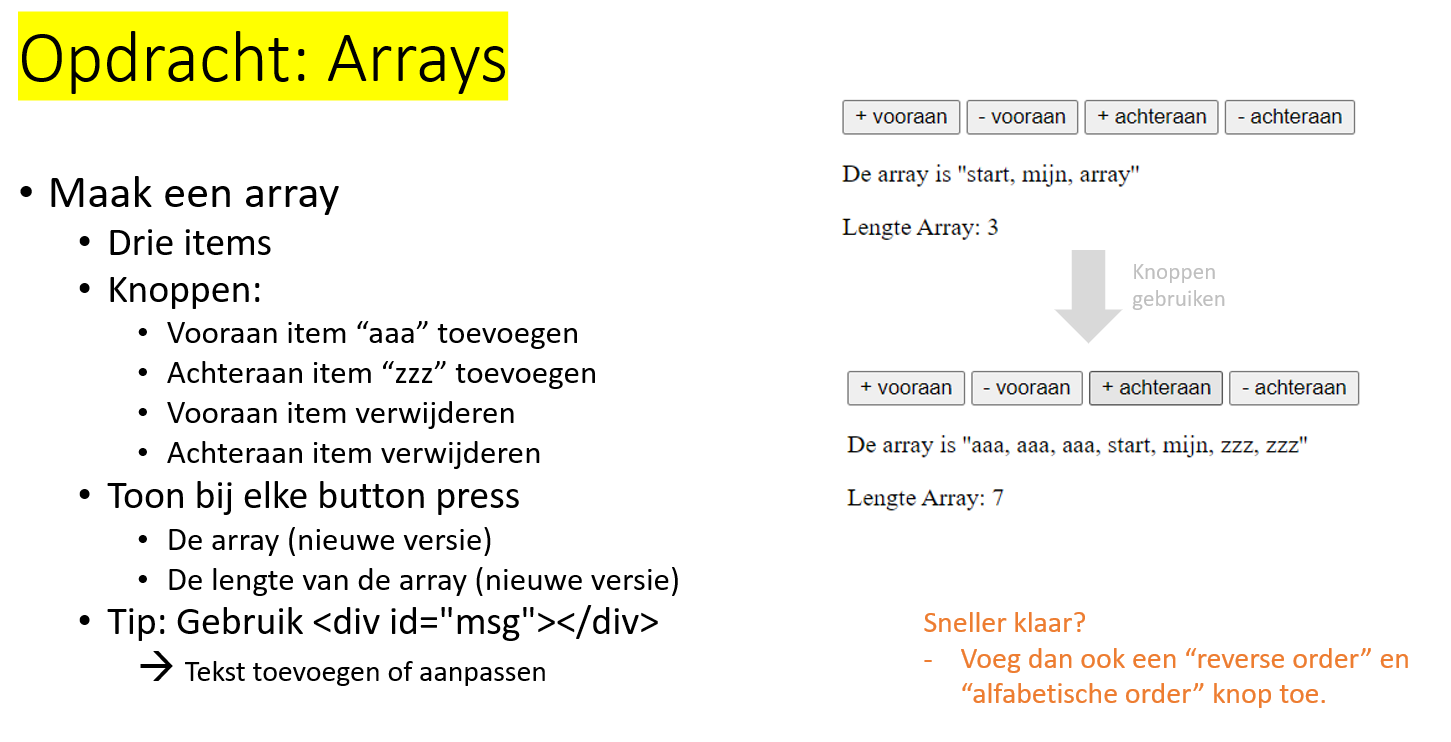 Opdracht: Arrays
• Maak een array
• Drie items
• Knoppen:
• Vooraan item “aaa” toevoegen
• Achteraan item “zzz” toevoegen
• Vooraan item verwijderen
• Achteraan item verwijderen
• Toon bij elke button press
• De array (nieuwe versie)
• De lengte van de array (nieuwe versie)
• Tip: Gebruik <div id="msg"></div>
→ Tekst toevoegen of aanpassen
+ vooraan - vooraan + achteraan - achteraan
De array is "start, mijn, array"
Lengte Array: 3
Knoppen
gebruiken
+ vooraan - vooraan + achteraan - achteraan
De array is "aaa, aaa, aaa, start, mijn, zzz, zzz"
Lengte Array: 7
Sneller klaar?
- Voeg dan ook een “reverse order” en
“alfabetische order” knop toe.